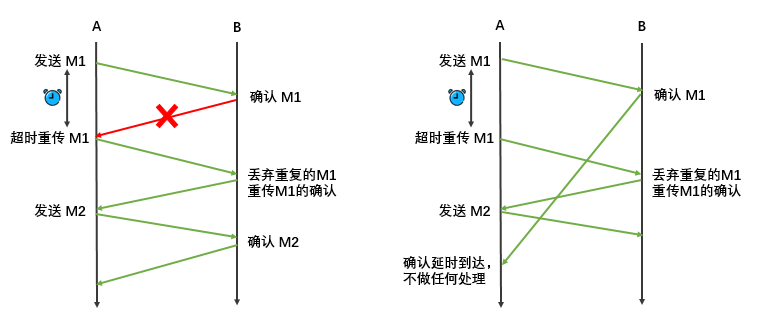 A
B
发送 M1
确认 M1
超时重传 M1
丢弃重复的M1
重传M1的确认
发送 M2
确认 M2
A
B
发送 M1
确认 M1
超时重传 M1
丢弃重复的M1
重传M1的确认
发送 M2
确认延时到达，
不做任何处理